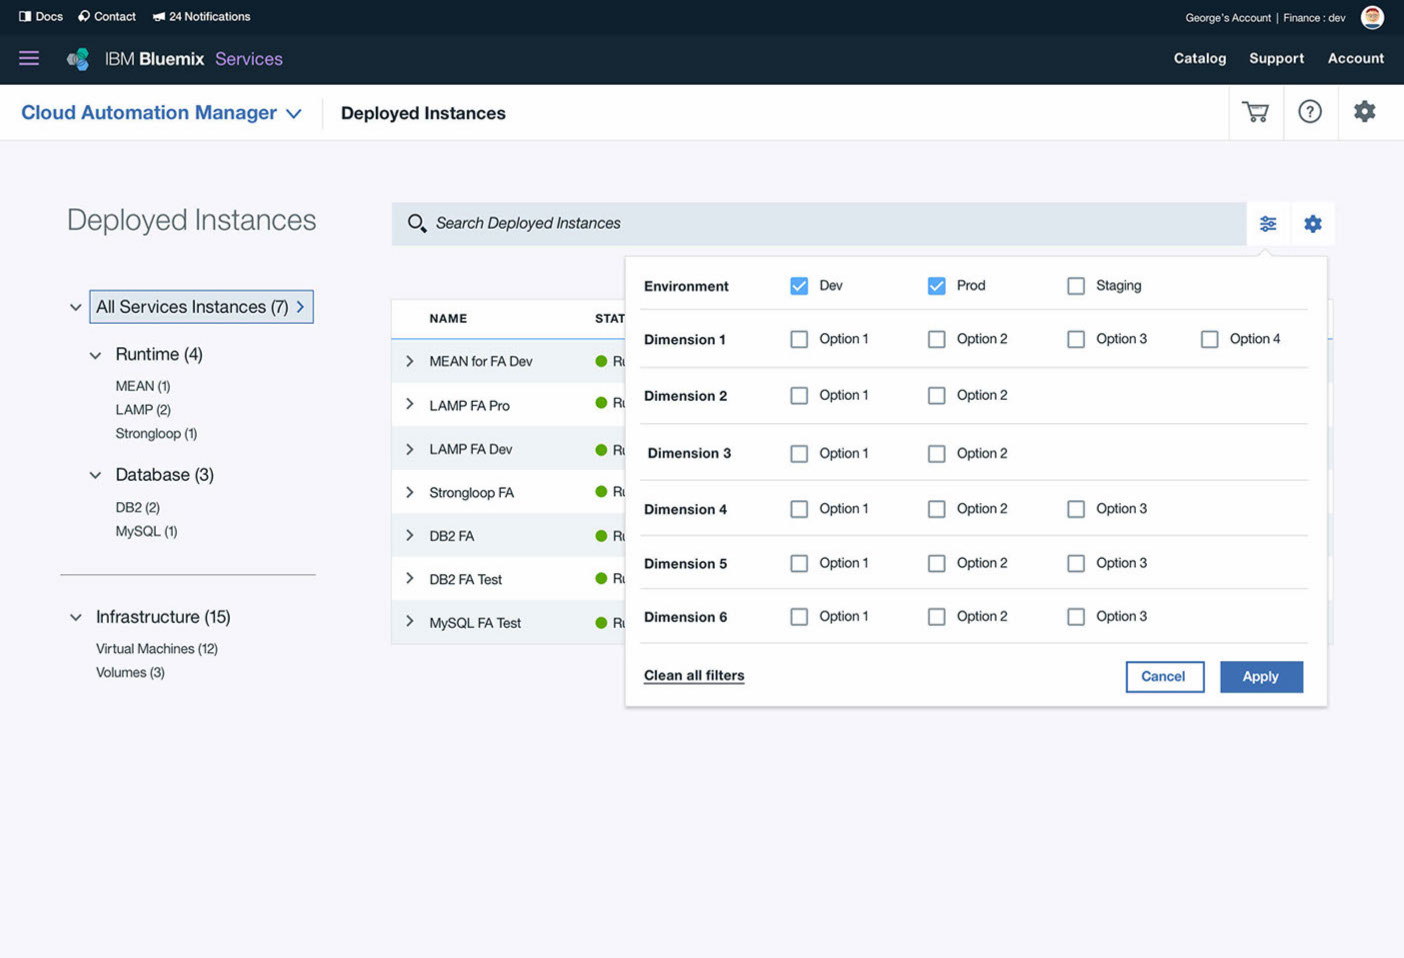 Docs Contact 24 Notifications George's Account | Finance : dev
IBM Bluemix Services Catalog Support Account
Cloud Automation Manager Deployed Instances
Deployed Instances
Search Deployed Instances
All Services Instances (7)
Runtime (4)
MEAN (1)
LAMP (2)
Strongloop (1)
Database (3)
DB2 (2)
MySQL (1)
Infrastructure (15)
Virtual Machines (12)
Volumes (3)
NAME STAT
MEAN for FA Dev Ru
LAMP FA Pro Ru
LAMP FA Dev Ru
Strongloop FA Ru
DB2 FA Ru
DB2 FA Test Ru
MySQL FA Test Ru
Environment Dev Prod Staging
Dimension 1 Option 1 Option 2 Option 3 Option 4
Dimension 2 Option 1 Option 2
Dimension 3 Option 1 Option 2
Dimension 4 Option 1 Option 2 Option 3
Dimension 5 Option 1 Option 2 Option 3
Dimension 6 Option 1 Option 2 Option 3
Clean all filters Cancel Apply